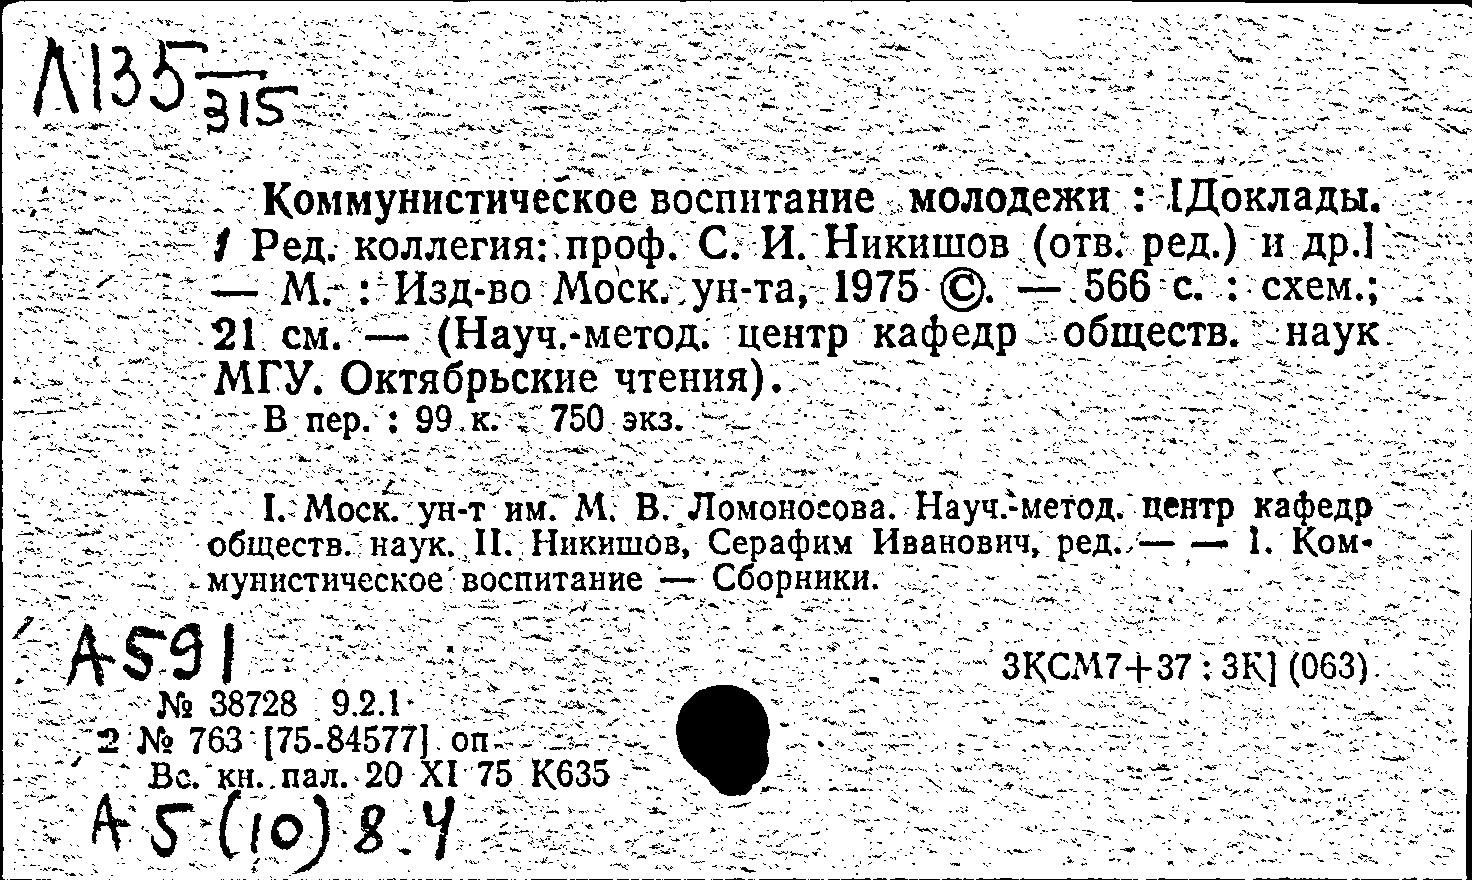 Л135
315
Коммунистическое воспитание молодежи : [Доклады.
/ Ред. коллегия: проф. С. И. Никишов (отв. ред.) и др.]
— М. : Изд-во Моск. ун-та, 1975 ©. — 566 с. : схем.;
21 см. — (Науч.-метод. центр кафедр обществ. наук
МГУ. Октябрьские чтения).
В пер. : 99 к. 750 экз.
I. Моск. ун-т им. М. В. Ломоносова. Науч.-метод. центр кафедр
обществ. наук. II. Никишов, Серафим Иванович, ред. — — 1. Ком-
мунистическое воспитание — Сборники.
А591
3КСМ7+37 : 3К] (063)
№ 38728 9.2.1
2 № 763 [75-84577] оп
Вс. кн. пал. 20 XI 75 К635
А5(10)8.4